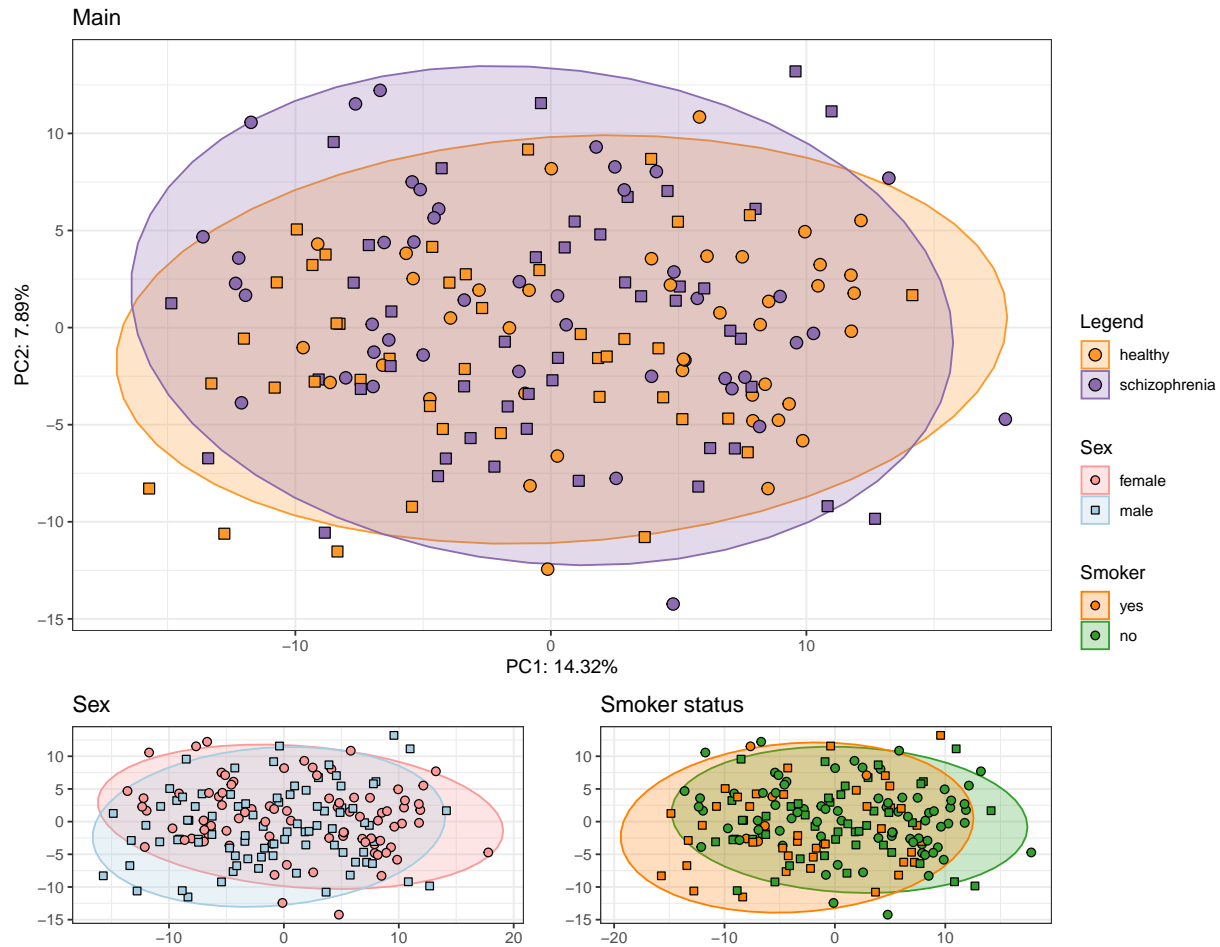 Main
10
5
0
−5
−10
−15
PC2: 7.89%
−10
0
10
PC1: 14.32%
Legend
healthy
schizophrenia
Sex
female
male
Smoker
yes
no
Sex
10
5
0
−5
−10
−15
−10
0
10
20
Smoker status
10
5
0
−5
−10
−15
−20
−10
0
10